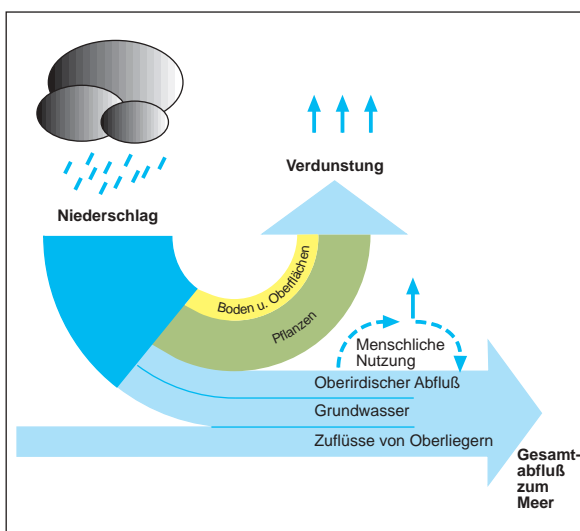 Verdunstung
Niederschlag
Boden u. Oberflächen
Pflanzen
Menschliche
Nutzung
Oberirdischer Abfluß
Grundwasser
Zuflüsse von Oberliegern
Gesamt-
abfluß
zum
Meer